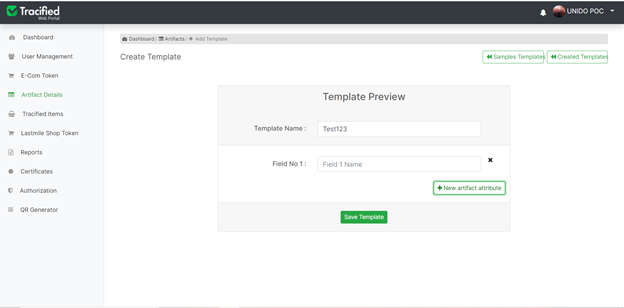 Tracified
Web Portal
UNIDO POC
Dashboard
User Management
E-Com Token
Artifact Details
Tracified Items
Lastmile Shop Token
Reports
Certificates
Authorization
QR Generator
Dashboard/ Artifacts/ Add Template
Create Template
Samples Templates
Created Templates
Template Preview
Template Name : Test123
Field No 1 : Field 1 Name
New artifact attribute
Save Template